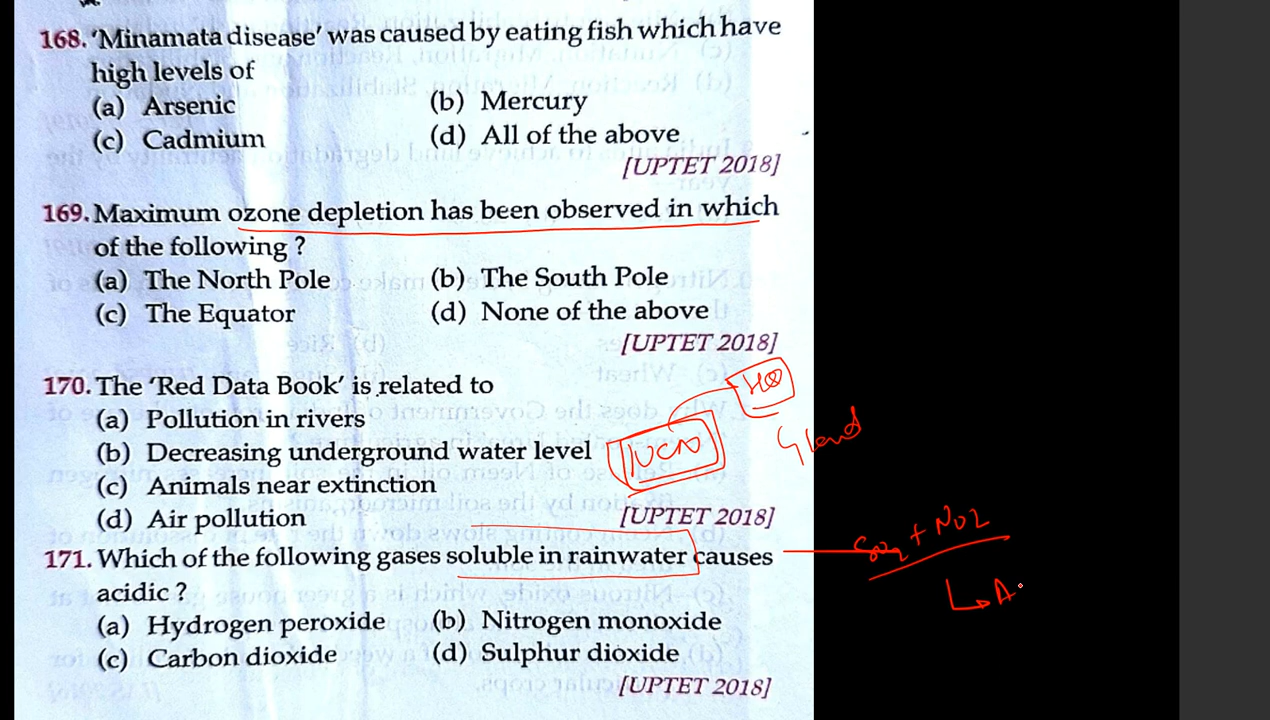 168. 'Minamata disease' was caused by eating fish which have
high levels of
(a) Arsenic (b) Mercury
(c) Cadmium (d) All of the above
[UPTET 2018]
169. Maximum ozone depletion has been observed in which
of the following ?
(a) The North Pole (b) The South Pole
(c) The Equator (d) None of the above
[UPTET 2018]
170. The 'Red Data Book' is related to
(a) Pollution in rivers
(b) Decreasing underground water level
(c) Animals near extinction
(d) Air pollution [UPTET 2018]
HQ
IUCN
Gland
171. Which of the following gases soluble in rainwater causes
acidic ?
(a) Hydrogen peroxide (b) Nitrogen monoxide
(c) Carbon dioxide (d) Sulphur dioxide
[UPTET 2018]
SO2 + NO2
A